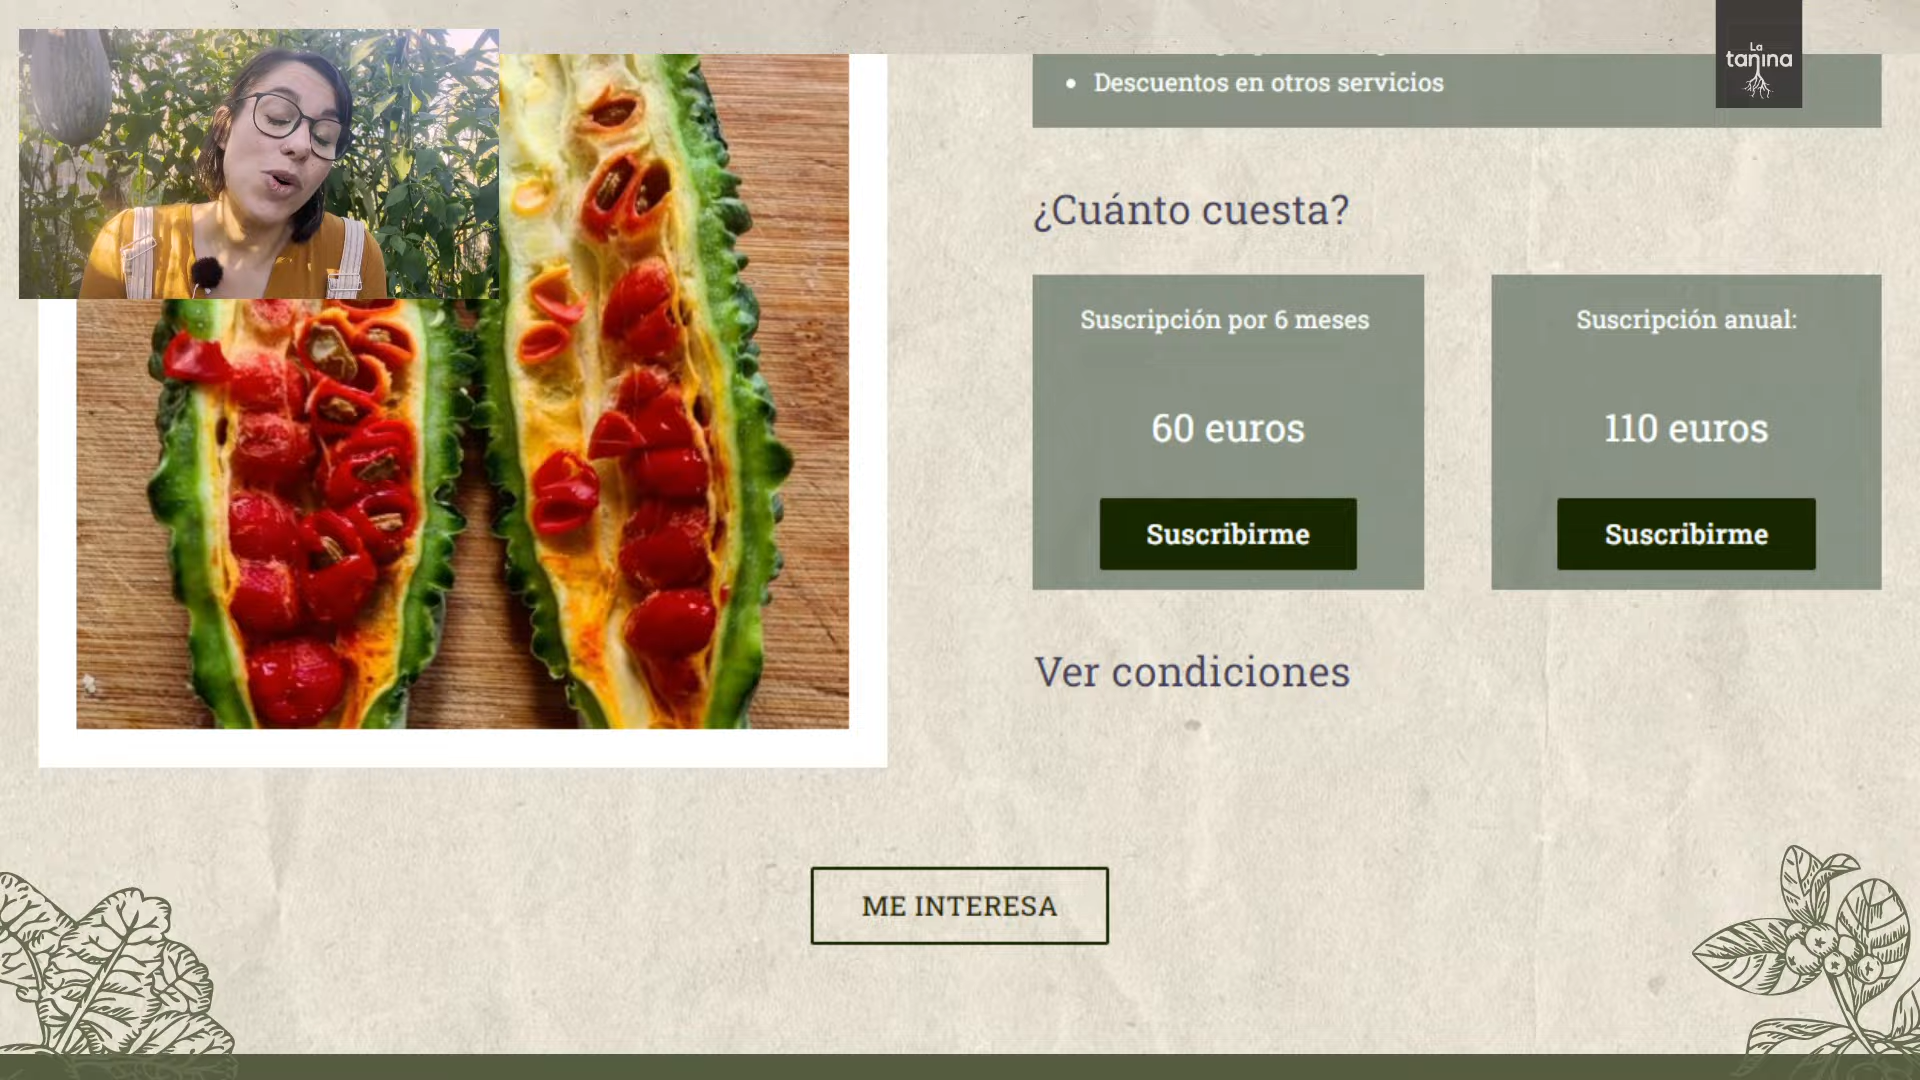 La
tanina
Descuentos en otros servicios
¿Cuánto cuesta?
Suscripción por 6 meses
60 euros
Suscribirme
Suscripción anual:
110 euros
Suscribirme
Ver condiciones
ME INTERESA